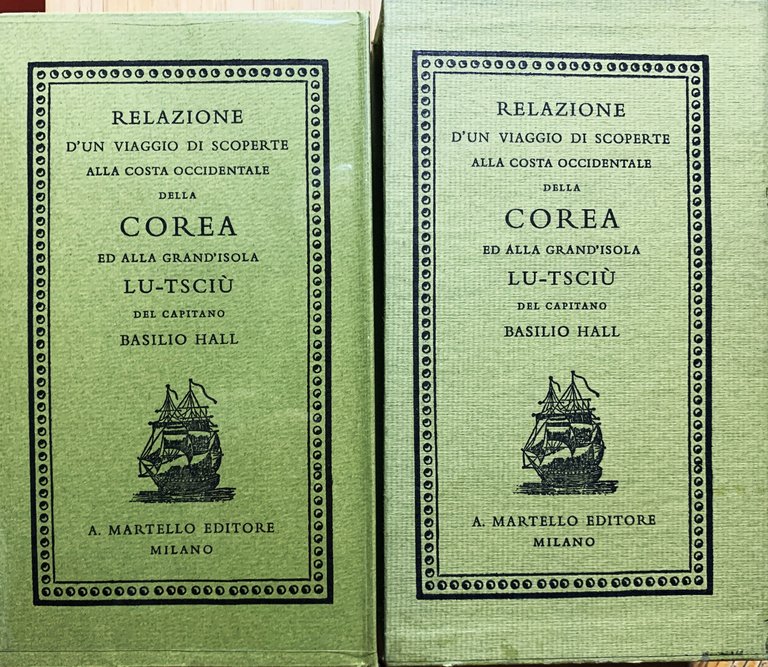 RELAZIONE
D'UN VIAGGIO DI SCOPERTE
ALLA COSTA OCCIDENTALE
DELLA
COREA
ED ALLA GRAND'ISOLA
LU-TSCIÙ
DEL CAPITANO
BASILIO HALL
A. MARTELLO EDITORE
MILANO
RELAZIONE
D'UN VIAGGIO DI SCOPERTE
ALLA COSTA OCCIDENTALE
DELLA
COREA
ED ALLA GRAND'ISOLA
LU-TSCIÙ
DEL CAPITANO
BASILIO HALL
A. MARTELLO EDITORE
MILANO